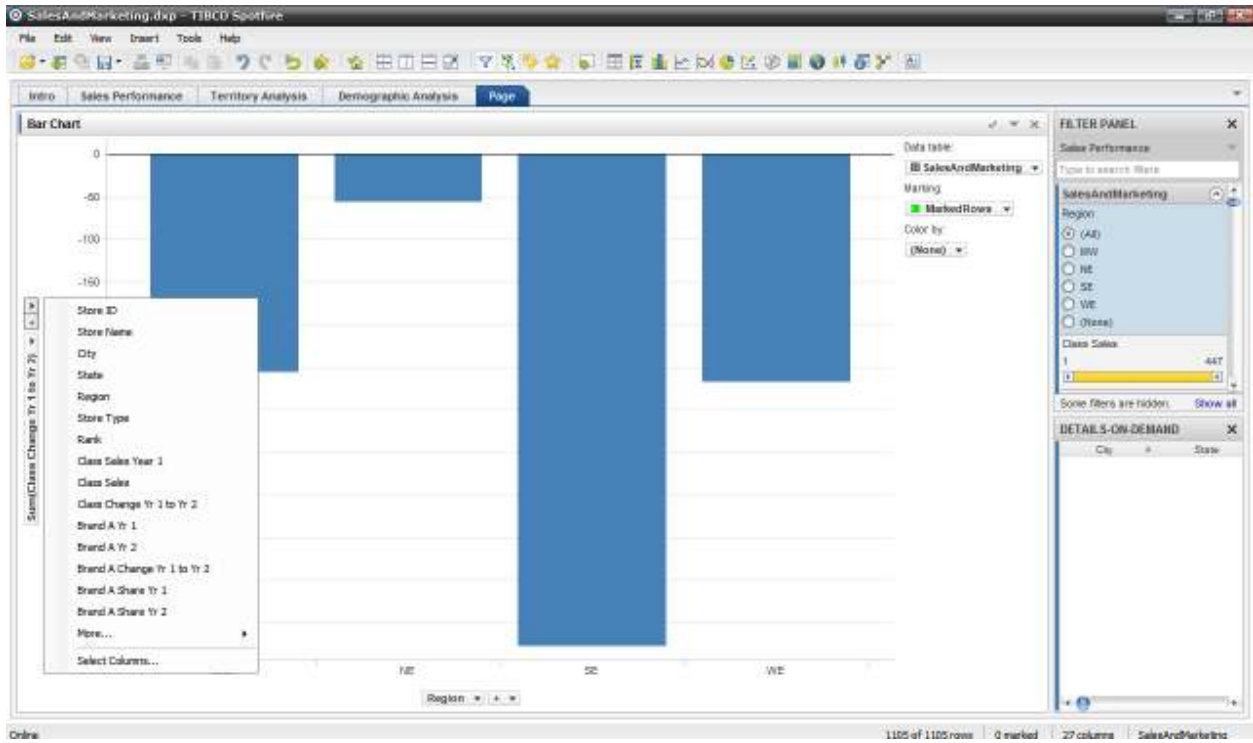 SalesAndMarketing.dxp - TIBCO Spotfire
File Edit View Insert Tools Help
Intro Sales Performance Territory Analysis Demographic Analysis Page
Bar Chart
0
-50
-100
-150
Sum(Class Change Yr 1 to Yr 2)
Store ID
Store Name
City
State
Region
Store Type
Rank
Class Sales Year 1
Class Sales
Class Change Yr 1 to Yr 2
Brand A Yr 1
Brand A Yr 2
Brand A Change Yr 1 to Yr 2
Brand A Share Yr 1
Brand A Share Yr 2
More...
Select Columns...
NE SE WE
Region
Data table:
SalesAndMarketing
Marking:
MarkedRows
Color by:
(None)
FILTER PANEL
Sales Performance
Type to search filters
SalesAndMarketing
Region
(All)
MW
NE
SE
WE
(None)
Class Sales
1 447
Some filters are hidden. Show all
DETAILS-ON-DEMAND
City State
Online 1105 of 1105 rows 0 marked 27 columns SalesAndMarketing